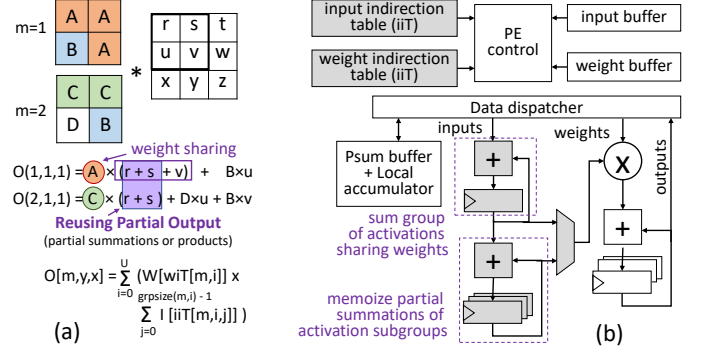 m=1
A A
B A
m=2
C C
D B
*
r s t
u v w
x y z
weight sharing
O(1,1,1) = A × (r + s + v) + B×u
O(2,1,1) = C × (r + s) + D×u + B×v
Reusing Partial Output
(partial summations or products)
O[m,y,x] = Σ (W[wiT[m,i]] x
U
i=0
grpsize(m,i) - 1
Σ I [iiT[m,i,j]] )
j=0
(a)
input indirection
table (iiT)
weight indirection
table (iiT)
PE
control
input buffer
weight buffer
Data dispatcher
inputs
weights
outputs
Psum buffer
+ Local
accumulator
+
X
+
sum group
of activations
sharing weights
+
memoize partial
summations of
activation subgroups
(b)